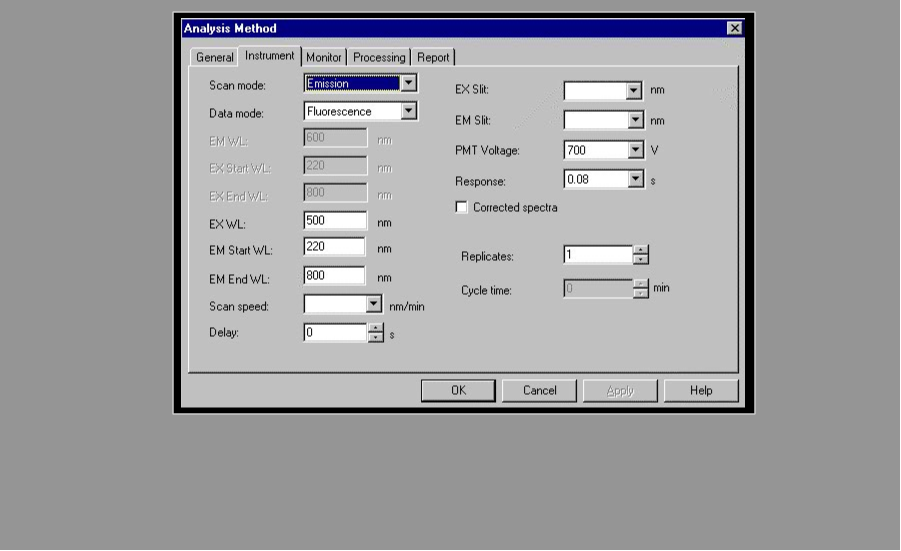 Analysis Method
General Instrument Monitor Processing Report
Scan mode: Emission
Data mode: Fluorescence
EM WL: 600 nm
EX Start WL: 220 nm
EX End WL: 800 nm
EX WL: 500 nm
EM Start WL: 220 nm
EM End WL: 800 nm
Scan speed: nm/min
Delay: 0 s
EX Slit: nm
EM Slit: nm
PMT Voltage: 700 V
Response: 0.08 s
Corrected spectra
Replicates: 1
Cycle time: 0 min
OK Cancel Apply Help